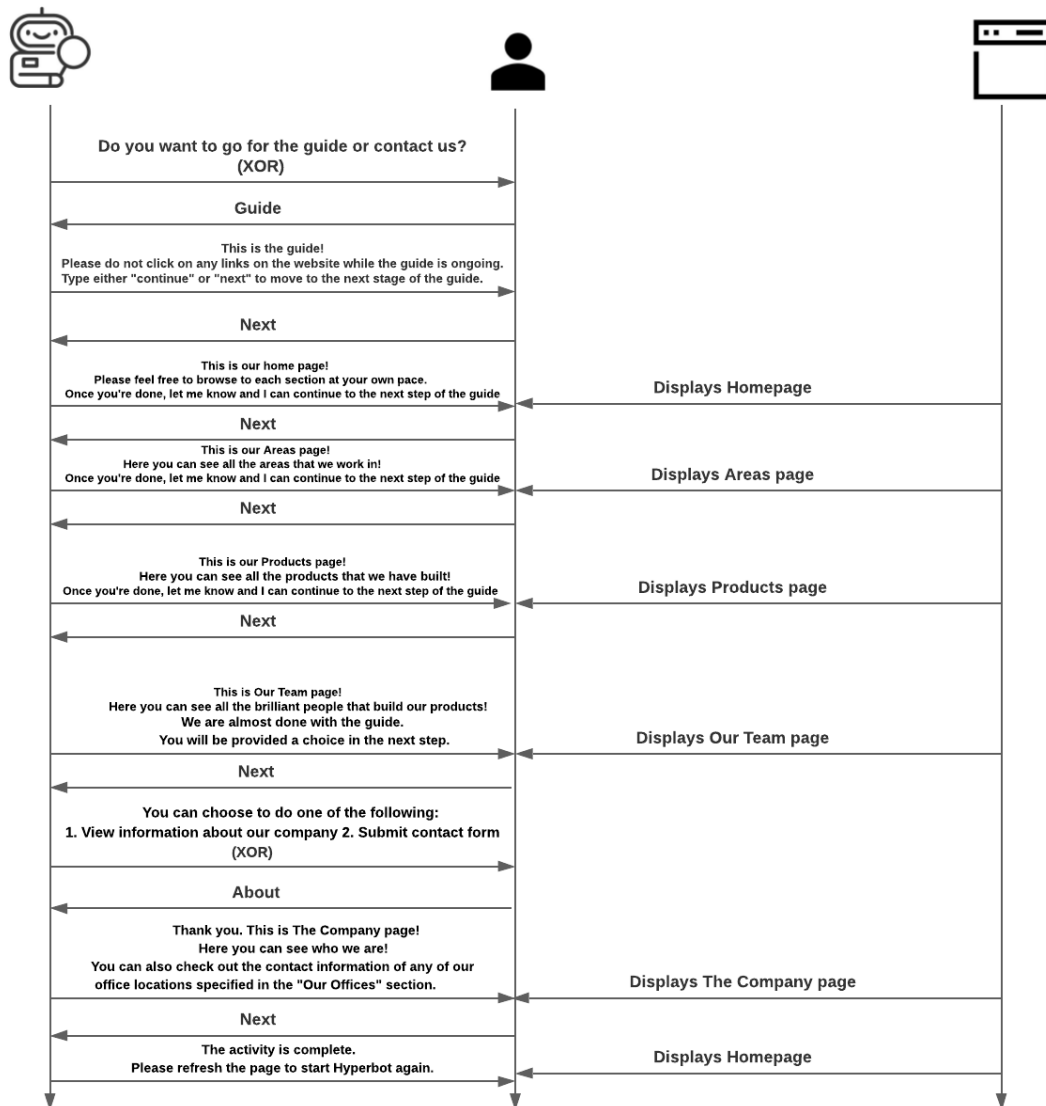 Do you want to go for the guide or contact us?
(XOR)
Guide
This is the guide!
Please do not click on any links on the website while the guide is ongoing.
Type either "continue" or "next" to move to the next stage of the guide.
Next
This is our home page!
Please feel free to browse to each section at your own pace.
Once you're done, let me know and I can continue to the next step of the guide
Displays Homepage
Next
This is our Areas page!
Here you can see all the areas that we work in!
Once you're done, let me know and I can continue to the next step of the guide
Displays Areas page
Next
This is our Products page!
Here you can see all the products that we have built!
Once you're done, let me know and I can continue to the next step of the guide
Displays Products page
Next
This is Our Team page!
Here you can see all the brilliant people that build our products!
We are almost done with the guide.
You will be provided a choice in the next step.
Displays Our Team page
Next
You can choose to do one of the following:
1. View information about our company 2. Submit contact form
(XOR)
About
Thank you. This is The Company page!
Here you can see who we are!
You can also check out the contact information of any of our
office locations specified in the "Our Offices" section.
Displays The Company page
Next
The activity is complete.
Please refresh the page to start Hyperbot again.
Displays Homepage